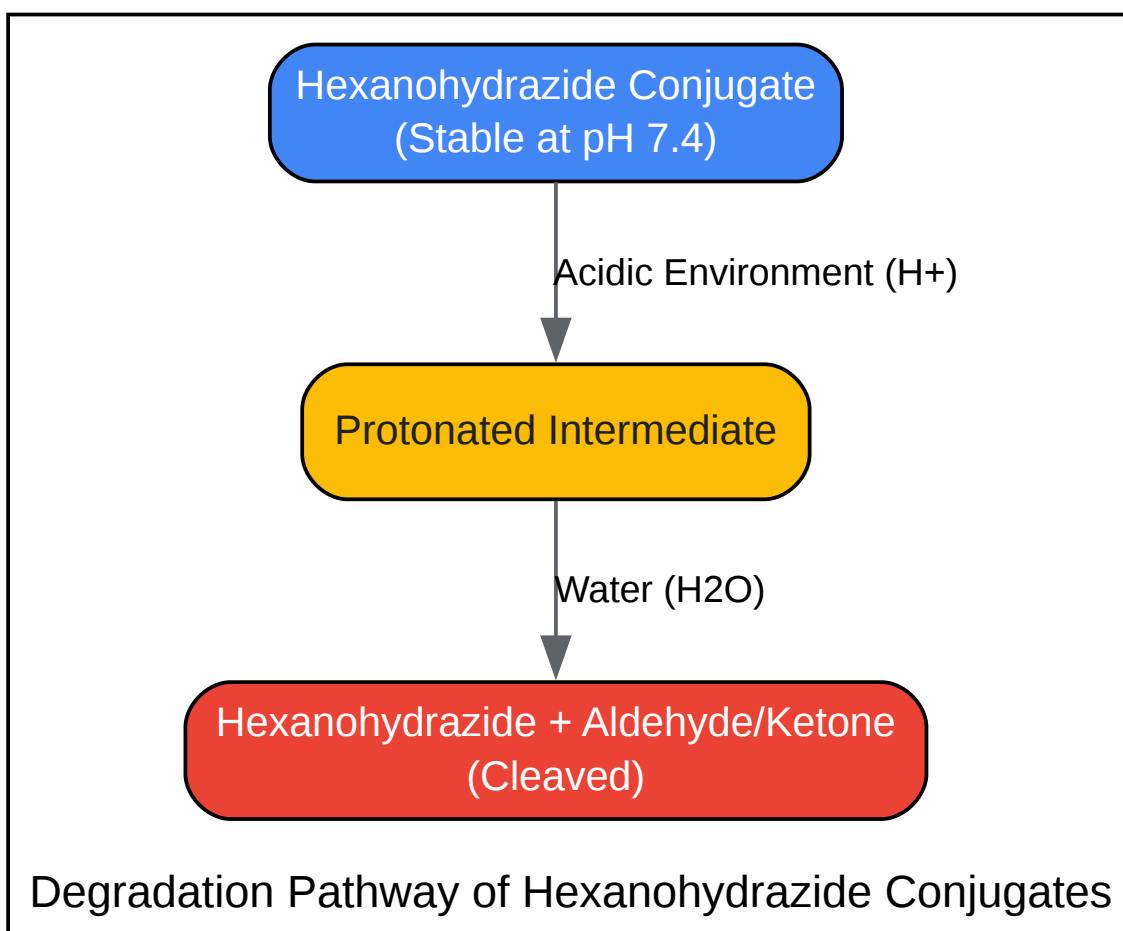 Hexanohydrazide Conjugate
(Stable at pH 7.4)
Acidic Environment (H+)
Protonated Intermediate
Water (H2O)
Hexanohydrazide + Aldehyde/Ketone
(Cleaved)
Degradation Pathway of Hexanohydrazide Conjugates